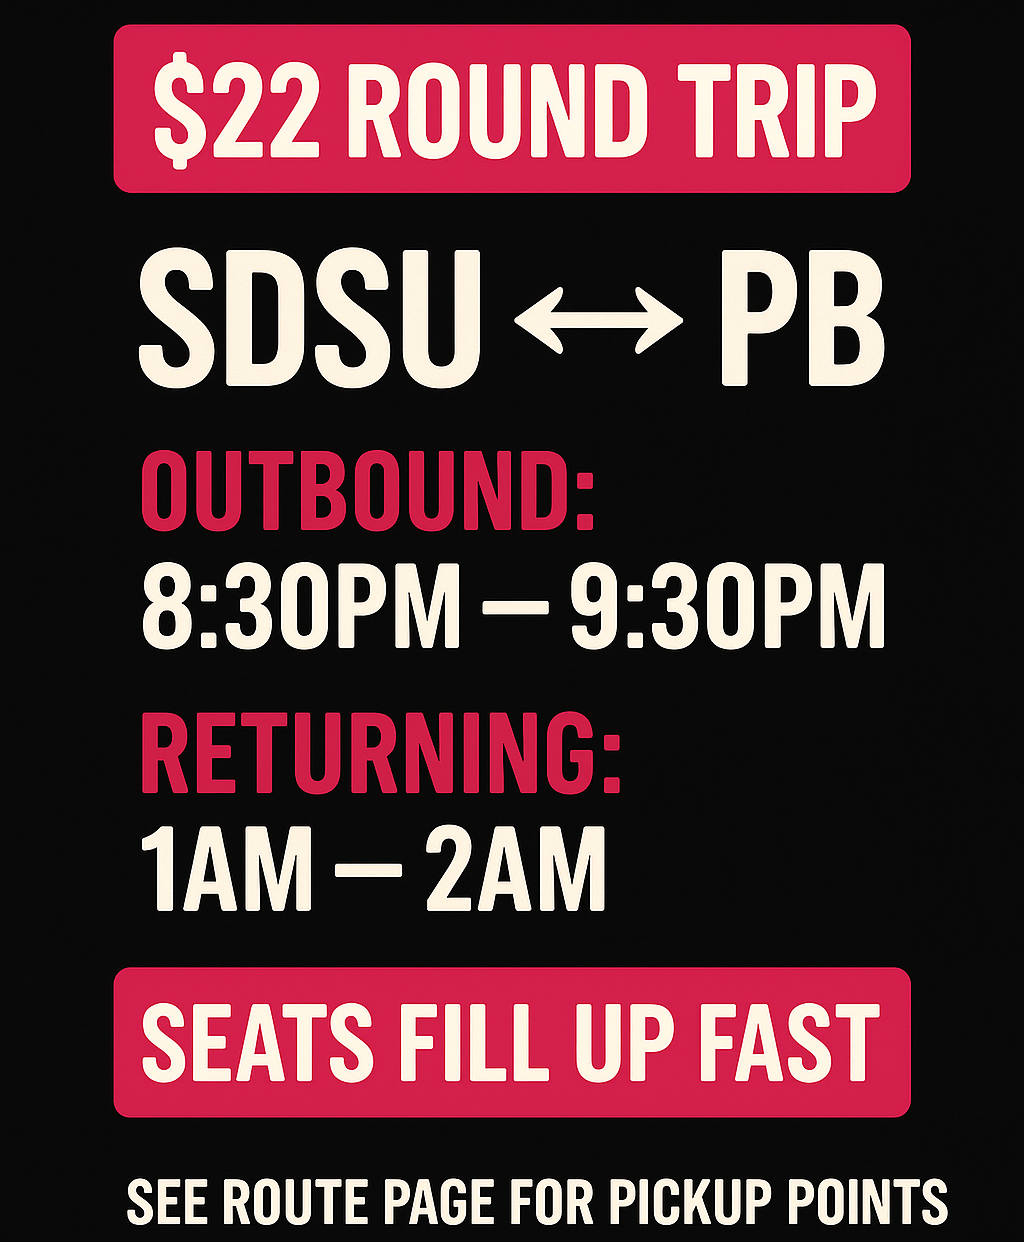 $22 ROUND TRIP
SDSU ↔ PB
OUTBOUND:
8:30PM — 9:30PM
RETURNING:
1AM — 2AM
SEATS FILL UP FAST
SEE ROUTE PAGE FOR PICKUP POINTS